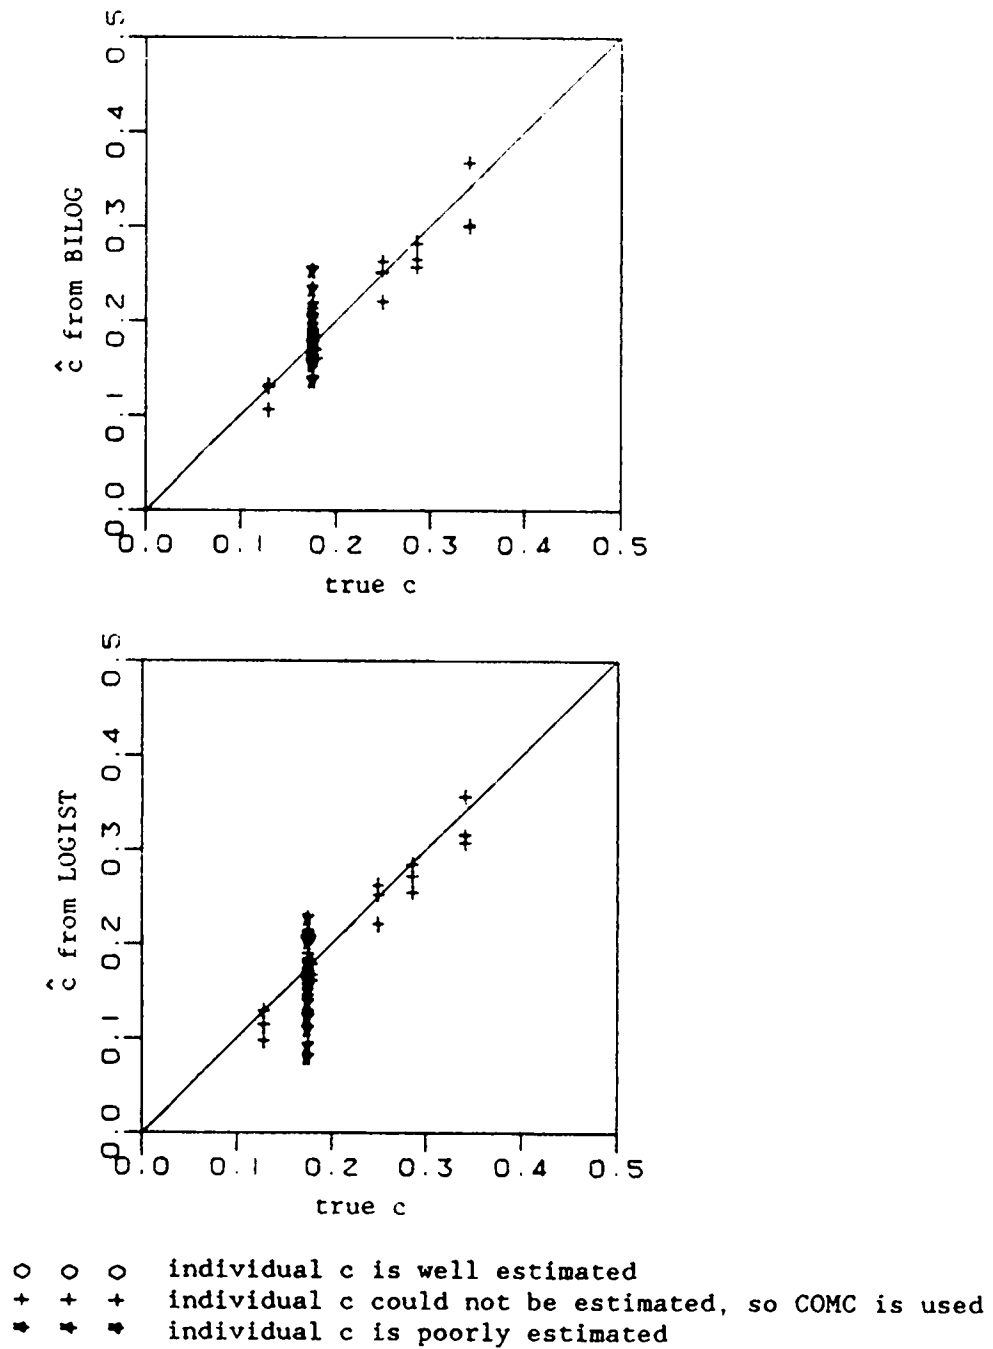 0.5
0.4
0.3
0.2
0.1
0.0
ĉ from BILOG
0.0 0.1 0.2 0.3 0.4 0.5
true c
0.5
0.4
0.3
0.2
0.1
0.0
ĉ from LOGIST
0.0 0.1 0.2 0.3 0.4 0.5
true c
individual c is well estimated
individual c could not be estimated, so COMC is used
individual c is poorly estimated